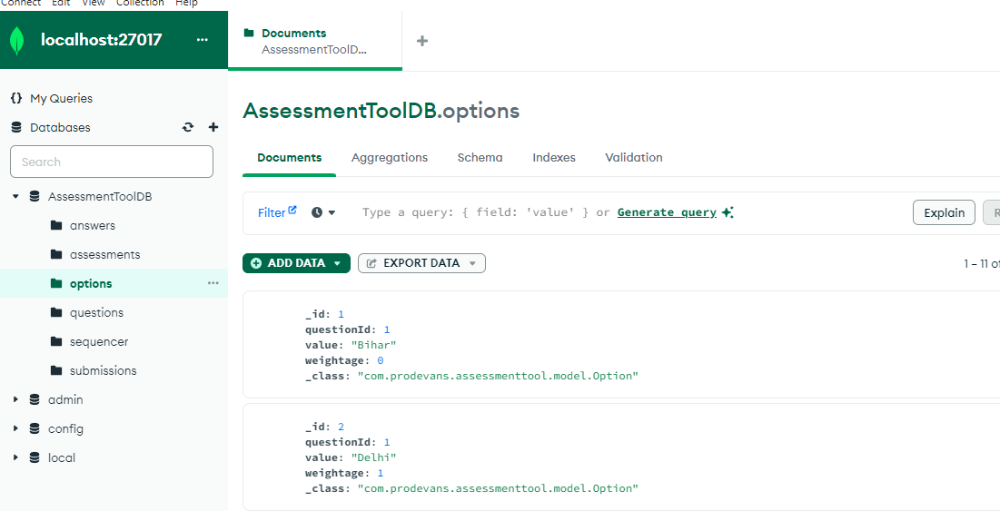 Connect Edit View Collection Help
localhost:27017 ...
Documents
AssessmentToolD...
{} My Queries
Databases
Search
AssessmentToolDB
answers
assessments
options ...
questions
sequencer
submissions
admin
config
local
AssessmentToolDB.options
Documents Aggregations Schema Indexes Validation
Filter Type a query: { field: 'value' } or Generate query Explain
ADD DATA EXPORT DATA 1 – 11 of
_id: 1
questionId: 1
value: "Bihar"
weightage: 0
_class: "com.prodevans.assessmenttool.model.Option"
_id: 2
questionId: 1
value: "Delhi"
weightage: 1
_class: "com.prodevans.assessmenttool.model.Option"